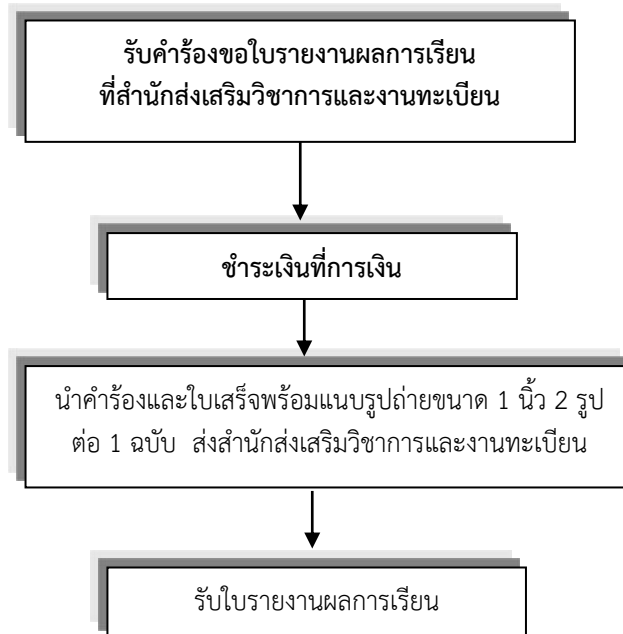 รับคำร้องขอใบรายงานผลการเรียน
ที่สำนักส่งเสริมวิชาการและงานทะเบียน
ชำระเงินที่การเงิน
นำคำร้องและใบเสร็จพร้อมแนบรูปถ่ายขนาด 1 นิ้ว 2 รูป
ต่อ 1 ฉบับ ส่งสำนักส่งเสริมวิชาการและงานทะเบียน
รับใบรายงานผลการเรียน